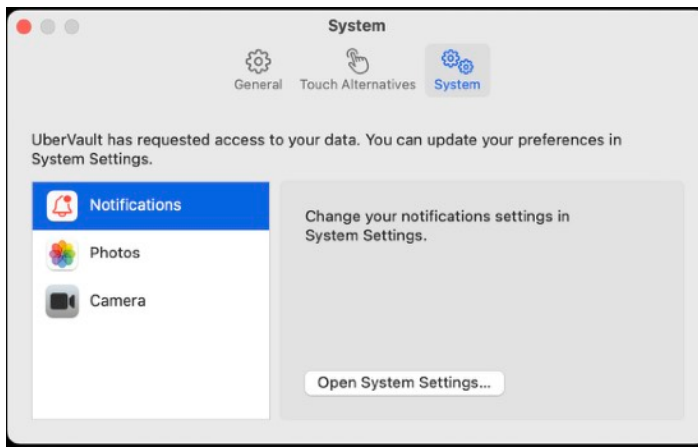 System
General
Touch Alternatives
System
UberVault has requested access to your data. You can update your preferences in
System Settings.
Notifications
Photos
Camera
Change your notifications settings in
System Settings.
Open System Settings...